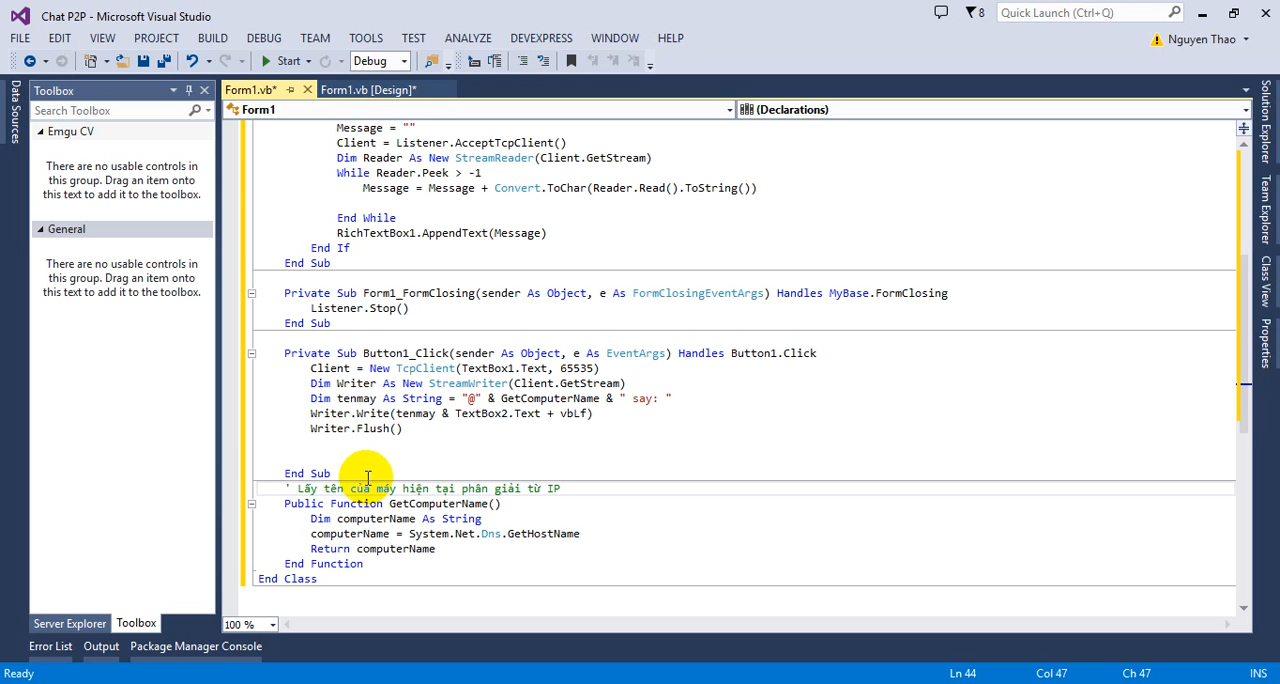 Chat P2P - Microsoft Visual Studio
8
Quick Launch (Ctrl+Q)
FILE EDIT VIEW PROJECT BUILD DEBUG TEAM TOOLS TEST ANALYZE DEVEXPRESS WINDOW HELP
Nguyen Thao
Start Debug
Data Sources
Toolbox
Search Toolbox
Emgu CV
There are no usable controls in
this group. Drag an item onto
this text to add it to the toolbox.
General
There are no usable controls in
this group. Drag an item onto
this text to add it to the toolbox.
Server Explorer Toolbox
Form1.vb* Form1.vb [Design]*
Form1 (Declarations)
Message = ""
Client = Listener.AcceptTcpClient()
Dim Reader As New StreamReader(Client.GetStream)
While Reader.Peek > -1
Message = Message + Convert.ToChar(Reader.Read().ToString())
End While
RichTextBox1.AppendText(Message)
End If
End Sub
Private Sub Form1_FormClosing(sender As Object, e As FormClosingEventArgs) Handles MyBase.FormClosing
Listener.Stop()
End Sub
Private Sub Button1_Click(sender As Object, e As EventArgs) Handles Button1.Click
Client = New TcpClient(TextBox1.Text, 65535)
Dim Writer As New StreamWriter(Client.GetStream)
Dim tenmay As String = "@" & GetComputerName & " say: "
Writer.Write(tenmay & TextBox2.Text + vbLf)
Writer.Flush()
End Sub
' Lấy tên của máy hiện tại phân giải từ IP
Public Function GetComputerName()
Dim computerName As String
computerName = System.Net.Dns.GetHostName
Return computerName
End Function
End Class
100 %
Solution Explorer
Team Explorer
Class View
Properties
Error List Output Package Manager Console
Ready Ln 44 Col 47 Ch 47 INS